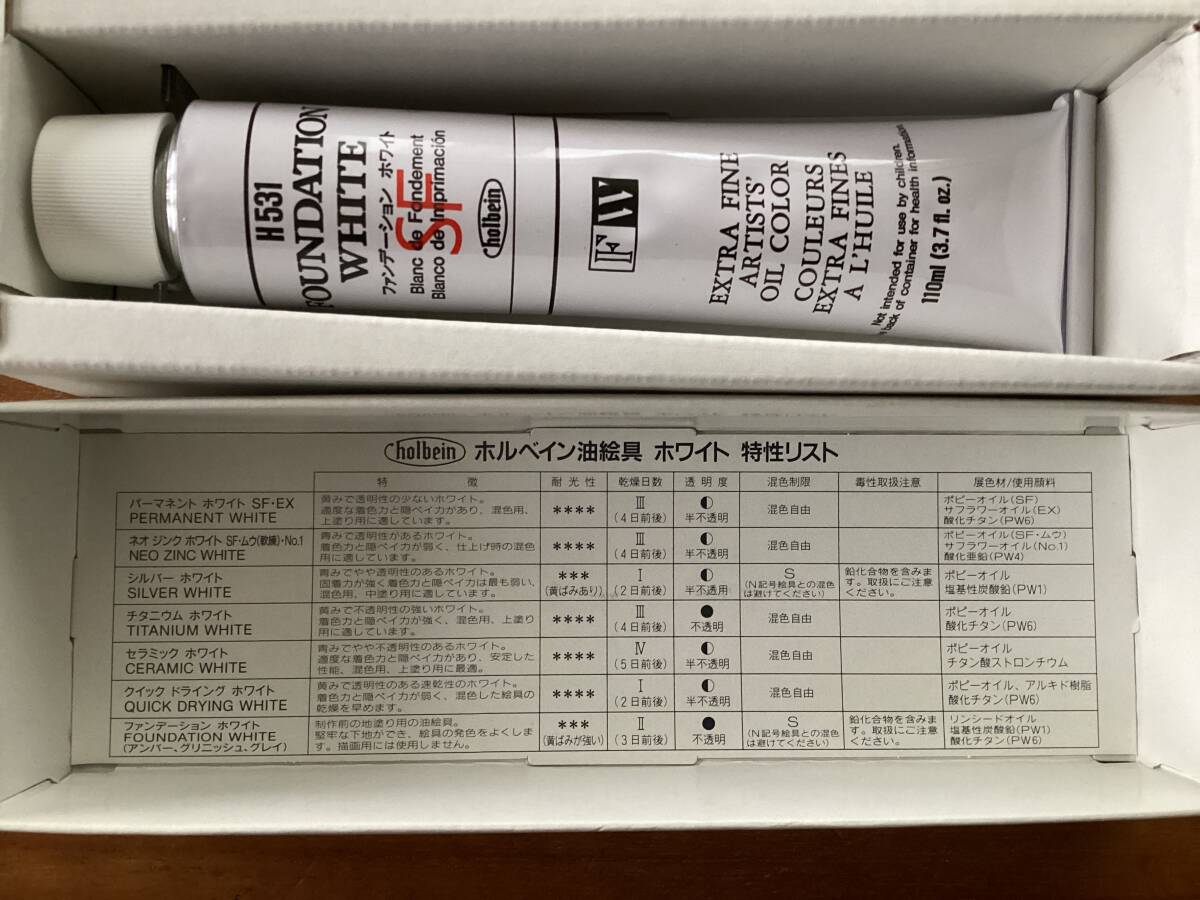 H531
FOUNDATION
WHITE
ファンデーション ホワイト
SF
Blanc de Fondement
Blanco de Imprimación
holbein
FW
EXTRA FINE
ARTISTS'
OIL COLOR
COULEURS
EXTRA FINES
A L'HUILE
Not intended for use by children.
back of container for health information
110ml (3.7 fl. oz.)
holbein ホルベイン油絵具 ホワイト 特性リスト
特 徴 耐光性 乾燥日数 透明度 混色制限 毒性取扱注意 展色材/使用顔料
パーマネント ホワイト SF・EX
PERMANENT WHITE
黄みで透明性の少ないホワイト。
適度な着色力と隠ペイ力があり、混色用、
上塗り用に適しています。
****
Ⅲ
(4日前後)
半不透明
混色自由
ポピーオイル(SF)
サフラワーオイル(EX)
酸化チタン(PW6)
ネオ ジンク ホワイト SF・ムウ(軟練)・No.1
NEO ZINC WHITE
青みで透明性があるホワイト。
着色力と隠ペイ力が弱く、仕上げ時の混色
用に適しています。
****
Ⅲ
(4日前後)
半不透明
混色自由
ポピーオイル(SF・ムウ)
サフラワーオイル(No.1)
酸化亜鉛(PW4)
シルバー ホワイト
SILVER WHITE
青みでやや透明性のあるホワイト。
固着力が強く着色力と隠ペイ力は最も弱い、
混色用、中塗り用に適しています。
***
(黄ばみあり)
Ⅰ
(2日前後)
半不透用
S
(N記号絵具との混色
は避けてください)
鉛化合物を含みま
す。取扱にご注意
ください。
ポピーオイル
塩基性炭酸鉛(PW1)
チタニウム ホワイト
TITANIUM WHITE
黄みで不透明性の強いホワイト。
着色力と隠ペイ力が強く、混色用、上塗り
用に適しています。
****
Ⅲ
(4日前後)
不透明
混色自由
ポピーオイル
酸化チタン(PW6)
セラミック ホワイト
CERAMIC WHITE
青みでやや不透明性のあるホワイト。
適度な着色力と隠ペイ力があり、安定した
性能、混色用、上塗り用に最適。
****
Ⅳ
(5日前後)
半不透明
混色自由
ポピーオイル
チタン酸ストロンチウム
クイック ドライング ホワイト
QUICK DRYING WHITE
黄みで透明性のある速乾性のホワイト。
着色力と隠ペイ力が弱く、混色した絵具の
乾燥を早めます。
****
Ⅰ
(2日前後)
半不透明
混色自由
ポピーオイル、アルキド樹脂
酸化チタン(PW6)
ファンデーション ホワイト
FOUNDATION WHITE
(アンバー、グリニッシュ、グレイ)
制作前の地塗り用の油絵具。
堅牢な下地ができ、絵具の発色をよくしま
す。描画用には使用しません。
***
(黄ばみが強い)
Ⅱ
(3日前後)
不透明
S
(N記号絵具との混色
は避けてください)
鉛化合物を含みま
す。取扱にご注意
ください。
リンシードオイル
塩基性炭酸鉛(PW1)
酸化チタン(PW6)